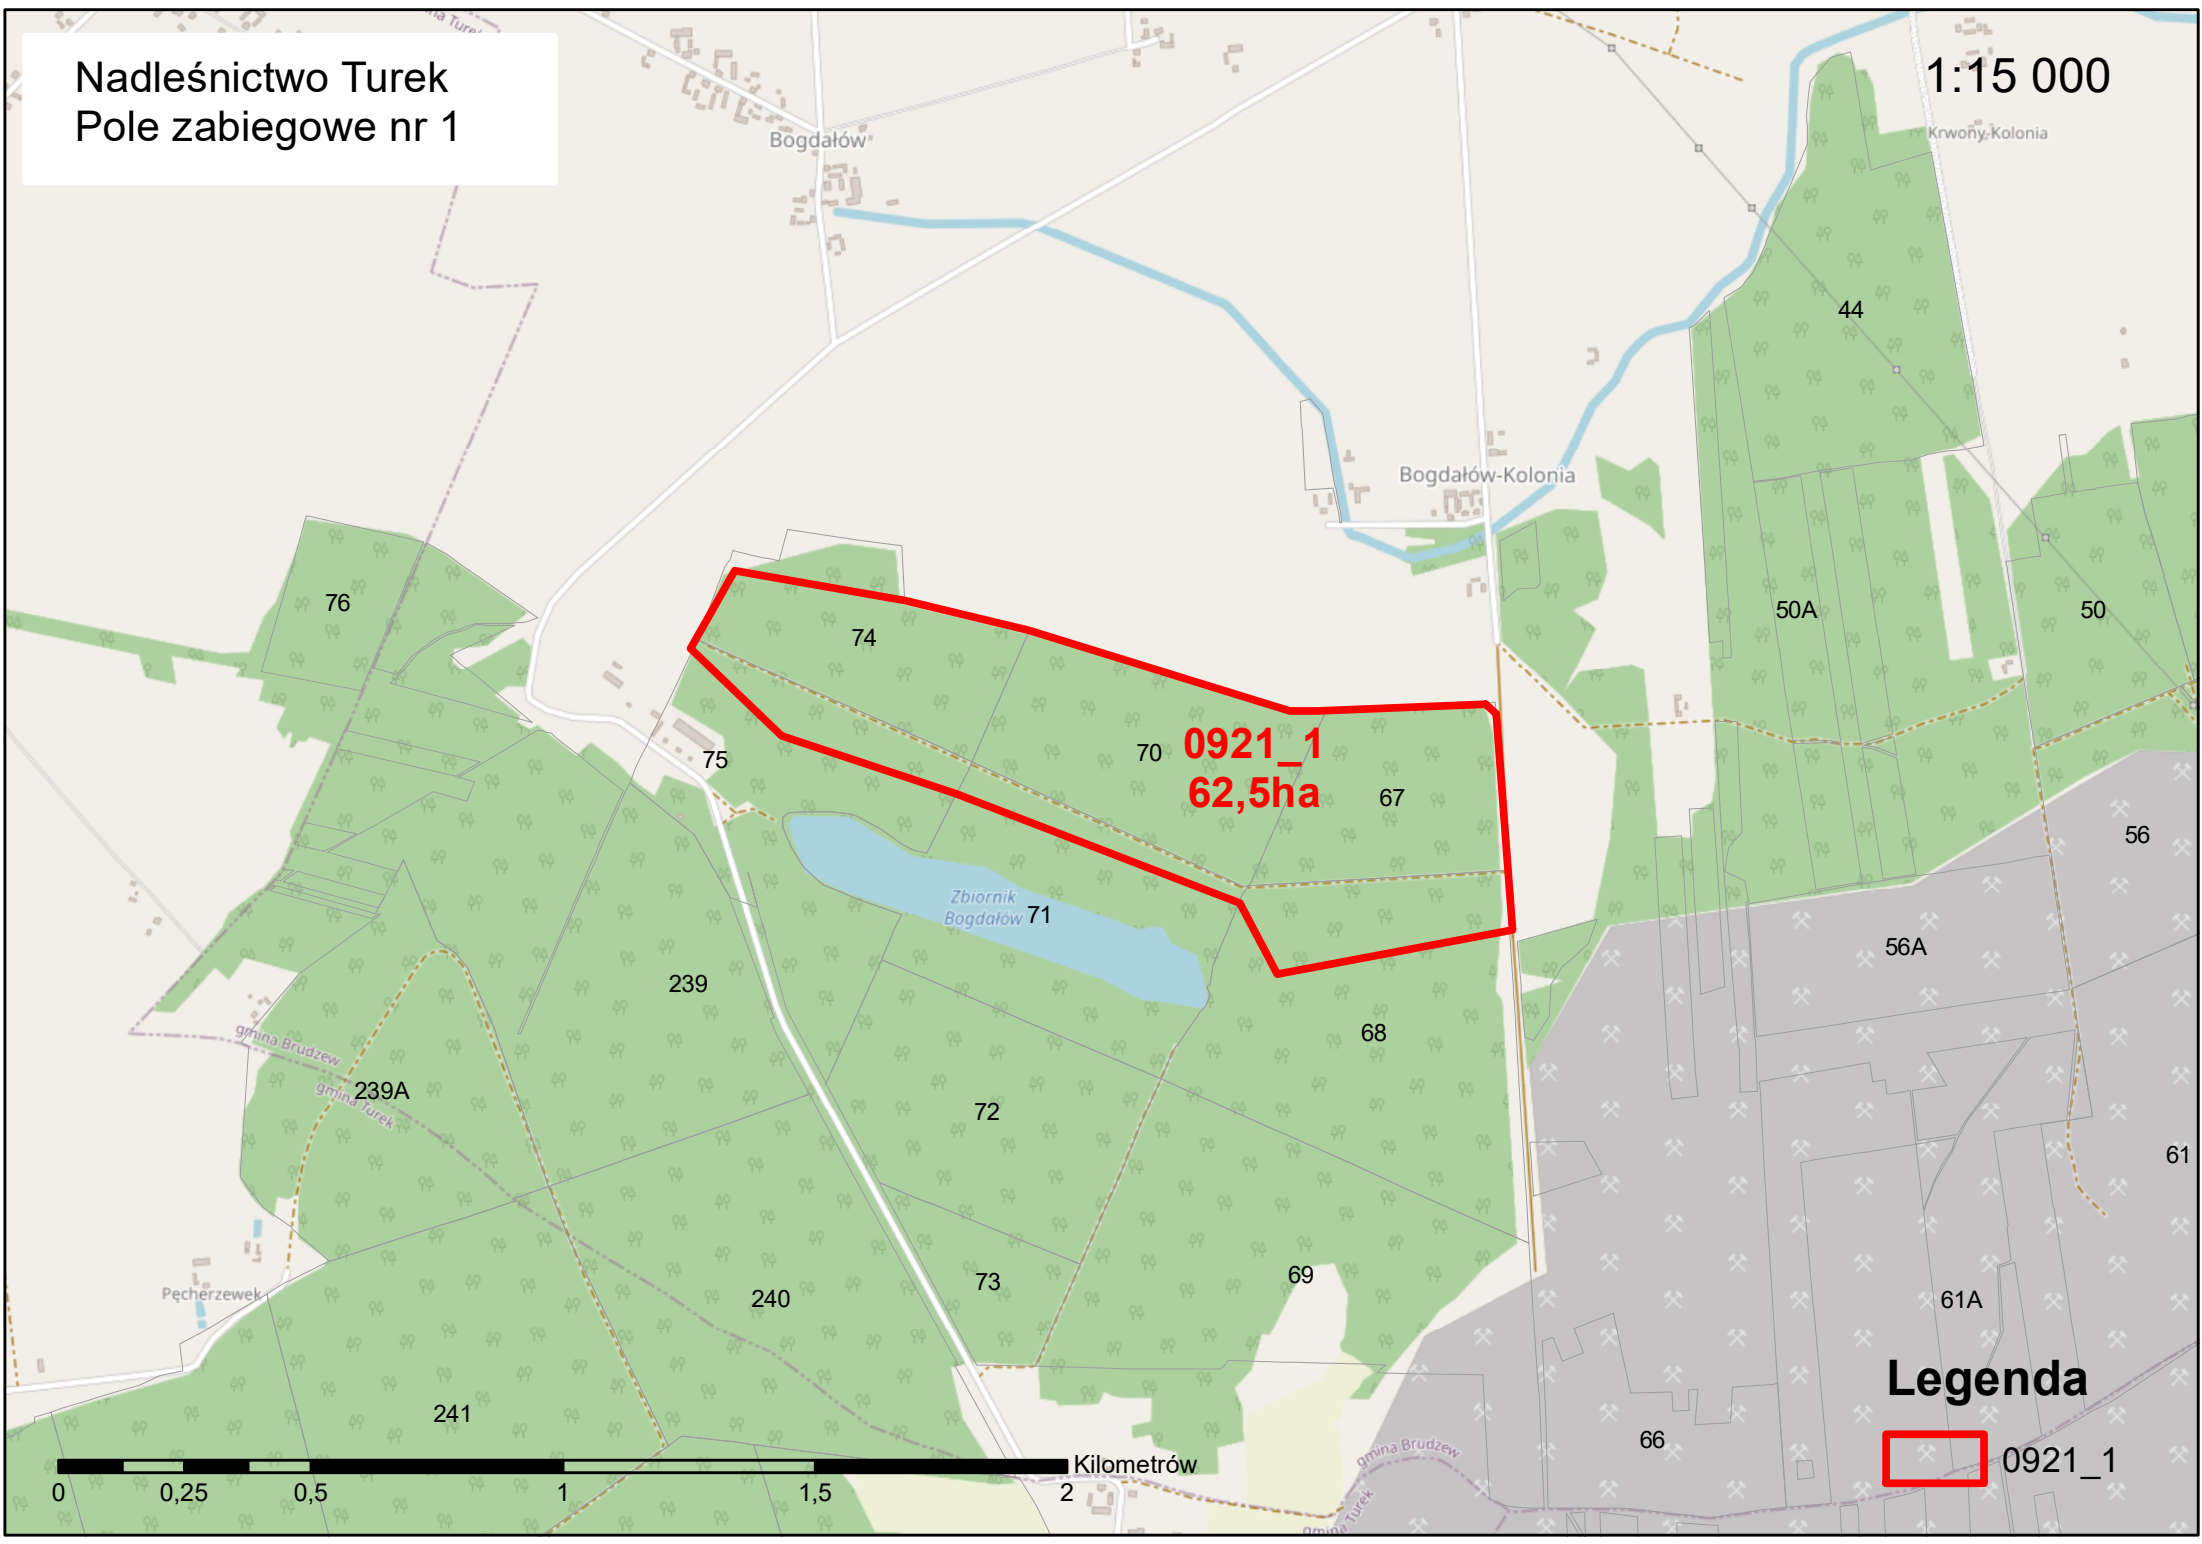 Nadleśnictwo Turek
Pole zabiegowe nr 1
1:15 000
Bogdałów
Krwony-Kolonia
44
Bogdałów-Kolonia
76
74
50A
50
70
0921_1
62,5ha
67
75
56
Zbiornik
Bogdałów
71
56A
239
68
gmina Brudzew
gmina Turek
239A
72
61
73
69
Pęcherzewek
240
61A
Legenda
241
66
gmina Brudzew
gmina Turek
0921_1
Kilometrów
0 0,25 0,5 1 1,5 2